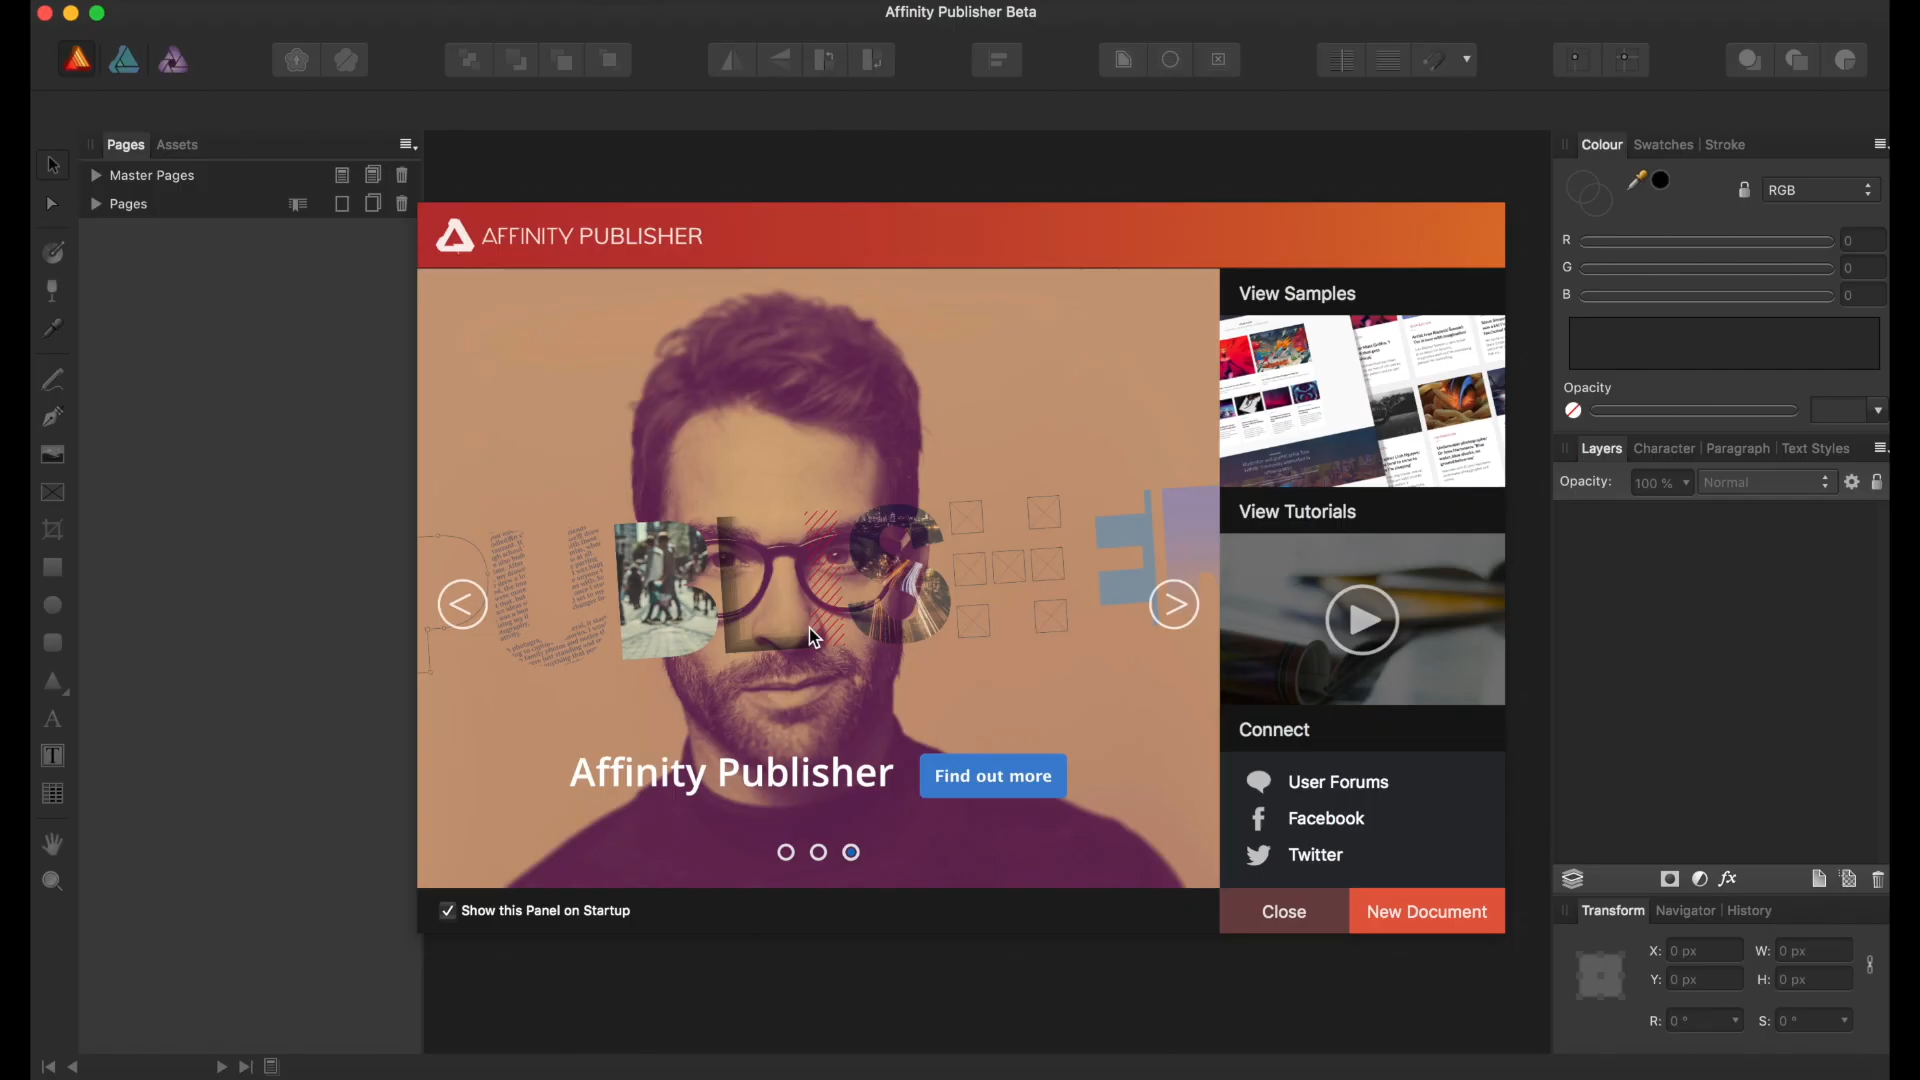 Affinity Publisher Beta
Pages Assets
Master Pages
Pages
AFFINITY PUBLISHER
View Samples
View Tutorials
Connect
User Forums
Facebook
Twitter
Affinity Publisher
Find out more
Show this Panel on Startup
Close
New Document
Colour Swatches Stroke
RGB
R 0
G 0
B 0
Opacity
Layers Character Paragraph Text Styles
Opacity: 100 % Normal
fx
Transform Navigator History
X: 0 px W: 0 px
Y: 0 px H: 0 px
R: 0 ° S: 0 °